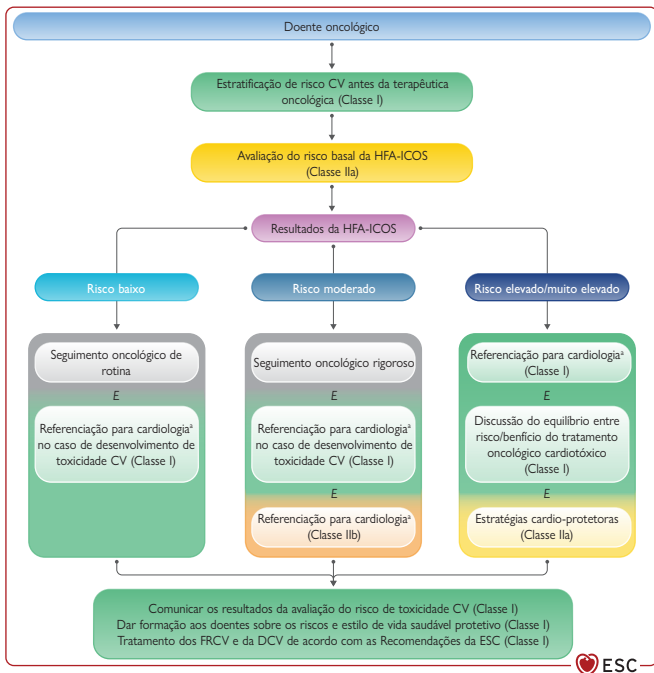 Doente oncológico
Estratificação de risco CV antes da terapêutica
oncológica (Classe I)
Avaliação do risco basal da HFA-ICOS
(Classe IIa)
Resultados da HFA-ICOS
Risco baixo
Risco moderado
Risco elevado/muito elevado
Seguimento oncológico de
rotina
E
Referenciação para cardiologiaª
no caso de desenvolvimento de
toxicidade CV (Classe I)
Seguimento oncológico rigoroso
E
Referenciação para cardiologiaª
no caso de desenvolvimento de
toxicidade CV (Classe I)
E
Referenciação para cardiologiaª
(Classe IIb)
Referenciação para cardiologiaª
(Classe I)
E
Discussão do equilíbrio entre
risco/benfício do tratamento
oncológico cardiotóxico
(Classe I)
E
Estratégias cardio-protetoras
(Classe IIa)
Comunicar os resultados da avaliação do risco de toxicidade CV (Classe I)
Dar formação aos doentes sobre os riscos e estilo de vida saudável protetivo (Classe I)
Tratamento dos FRCV e da DCV de acordo com as Recomendações da ESC (Classe I)
ESC